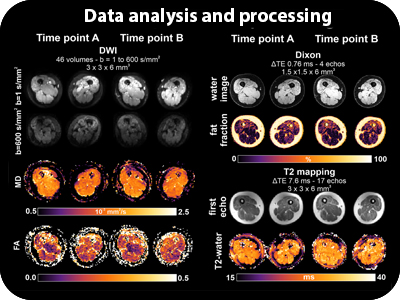 Data analysis and processing
Time point A Time point B
DWI
46 volumes - b = 1 to 600 s/mm²
3 x 3 x 6 mm³
b=1 s/mm²
b=600 s/mm²
MD
0.5 10⁻³ mm²/s 2.5
FA
0.0 0.5
Time point A Time point B
Dixon
ΔTE 0.76 ms - 4 echos
1.5 x1.5 x 6 mm³
water
image
fat
fraction
0 % 100
T2 mapping
ΔTE 7.6 ms - 17 echos
3 x 3 x 6 mm³
first
echo
T2-water
15 ms 40